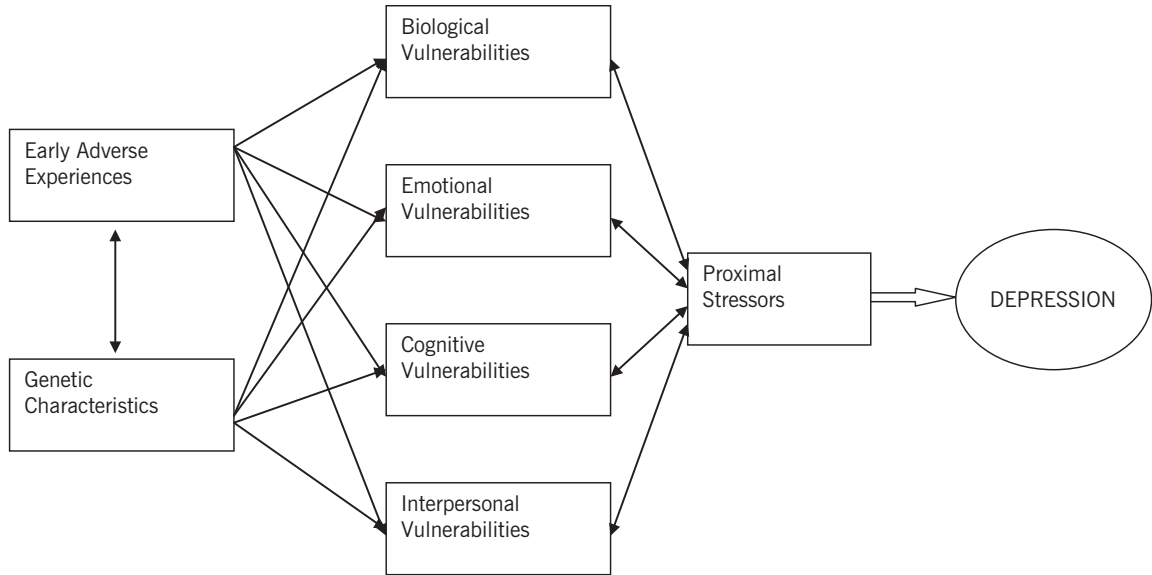 Biological
Vulnerabilities
Early Adverse
Experiences
Emotional
Vulnerabilities
Proximal
Stressors
DEPRESSION
Cognitive
Vulnerabilities
Genetic
Characteristics
Interpersonal
Vulnerabilities